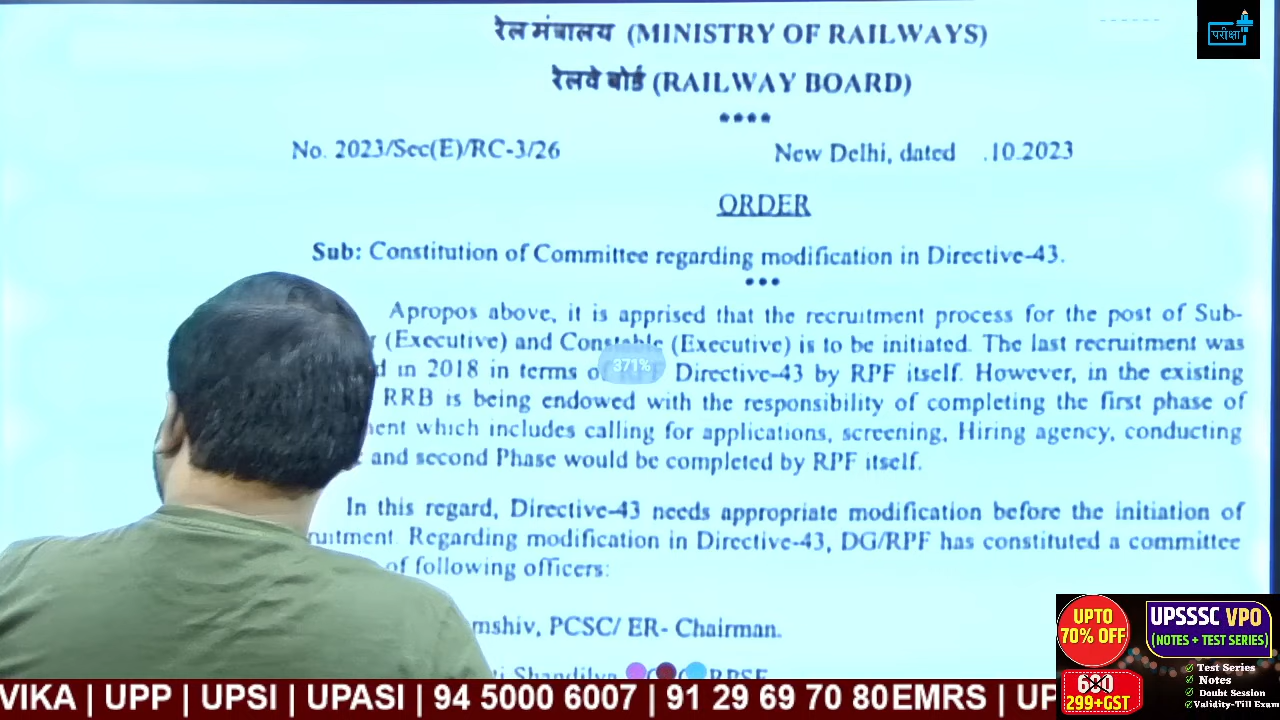 रेल मंत्रालय (MINISTRY OF RAILWAYS)
परीक्षा
रेलवे बोर्ड (RAILWAY BOARD)
No. 2023/Sec(E)/RC-3/26 New Delhi, dated .10.2023
ORDER
Sub: Constitution of Committee regarding modification in Directive-43.
Apropos above, it is apprised that the recruitment process for the post of Sub-
(Executive) and Constable (Executive) is to be initiated. The last recruitment was
in 2018 in terms Directive-43 by RPF itself. However, in the existing
371%
RRB is being endowed with the responsibility of completing the first phase of
which includes calling for applications, screening, Hiring agency, conducting
and second Phase would be completed by RPF itself.
In this regard, Directive-43 needs appropriate modification before the initiation of
Regarding modification in Directive-43, DG/RPF has constituted a committee
of following officers:
PCSC/ ER- Chairman.
UPTO
70% OFF
UPSSSC VPO
(NOTES + TEST SERIES)
680
299+GST
Test Series
Notes
Doubt Session
Validity-Till Exam
VIKA | UPP | UPSI | UPASI | 94 5000 6007 | 91 29 69 70 80 EMRS | UP